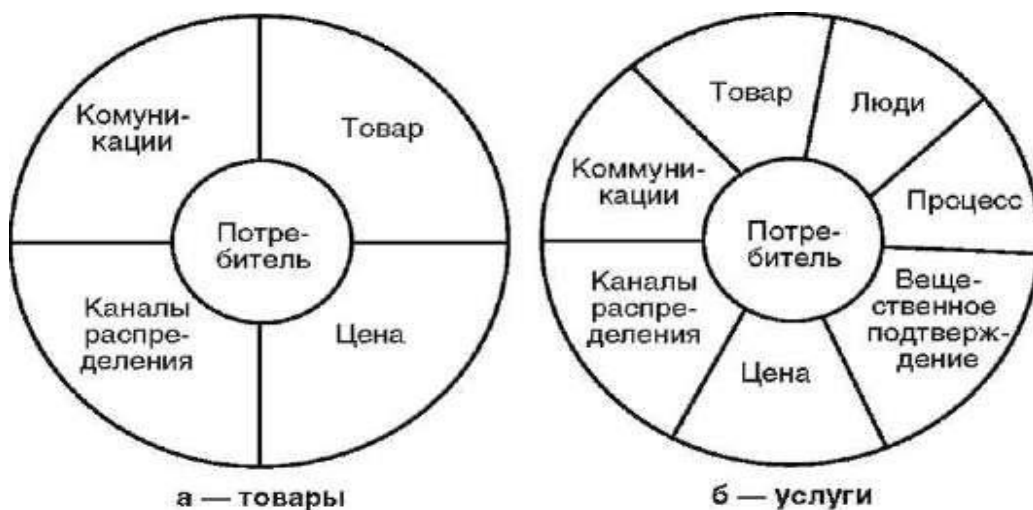 Комуни-
кации
Товар
Потре-
битель
Каналы
распре-
деления
Цена
а — товары
Товар
Люди
Коммуни-
кации
Процесс
Потре-
битель
Каналы
распре-
деления
Веще-
ственное
подтверж-
дение
Цена
б — услуги